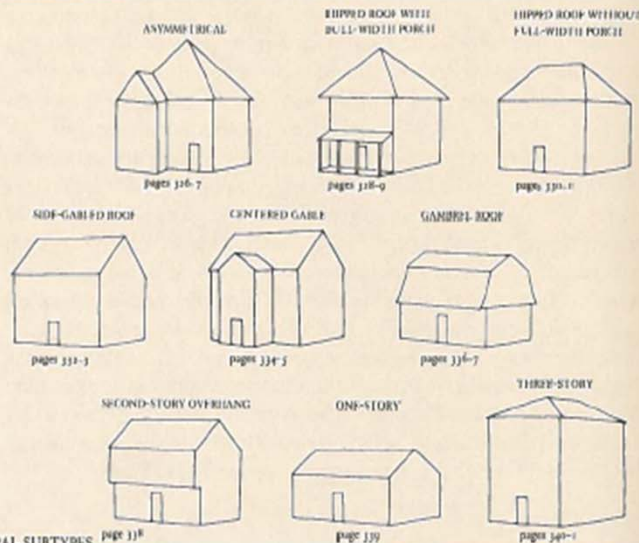 ASYMMETRICAL
HIPPED ROOF WITH
FULL-WIDTH PORCH
HIPPED ROOF WITHOUT
FULL-WIDTH PORCH
pages 326-7
pages 328-9
pages 330-1
SIDE-GABLED ROOF
CENTERED GABLE
GAMBREL ROOF
pages 332-3
pages 334-5
pages 336-7
SECOND-STORY OVERHANG
ONE-STORY
THREE-STORY
page 338
page 339
pages 340-1
SUBTYPES